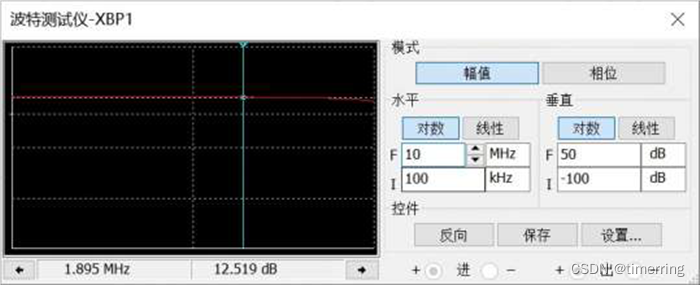 波特测试仪-XBP1
模式
幅值 相位
水平 垂直
对数 线性 对数 线性
F 10 MHz F 50 dB
I 100 kHz I -100 dB
控件
反向 保存 设置...
1.895 MHz 12.519 dB + 进 - + 出
CSDN @timerring